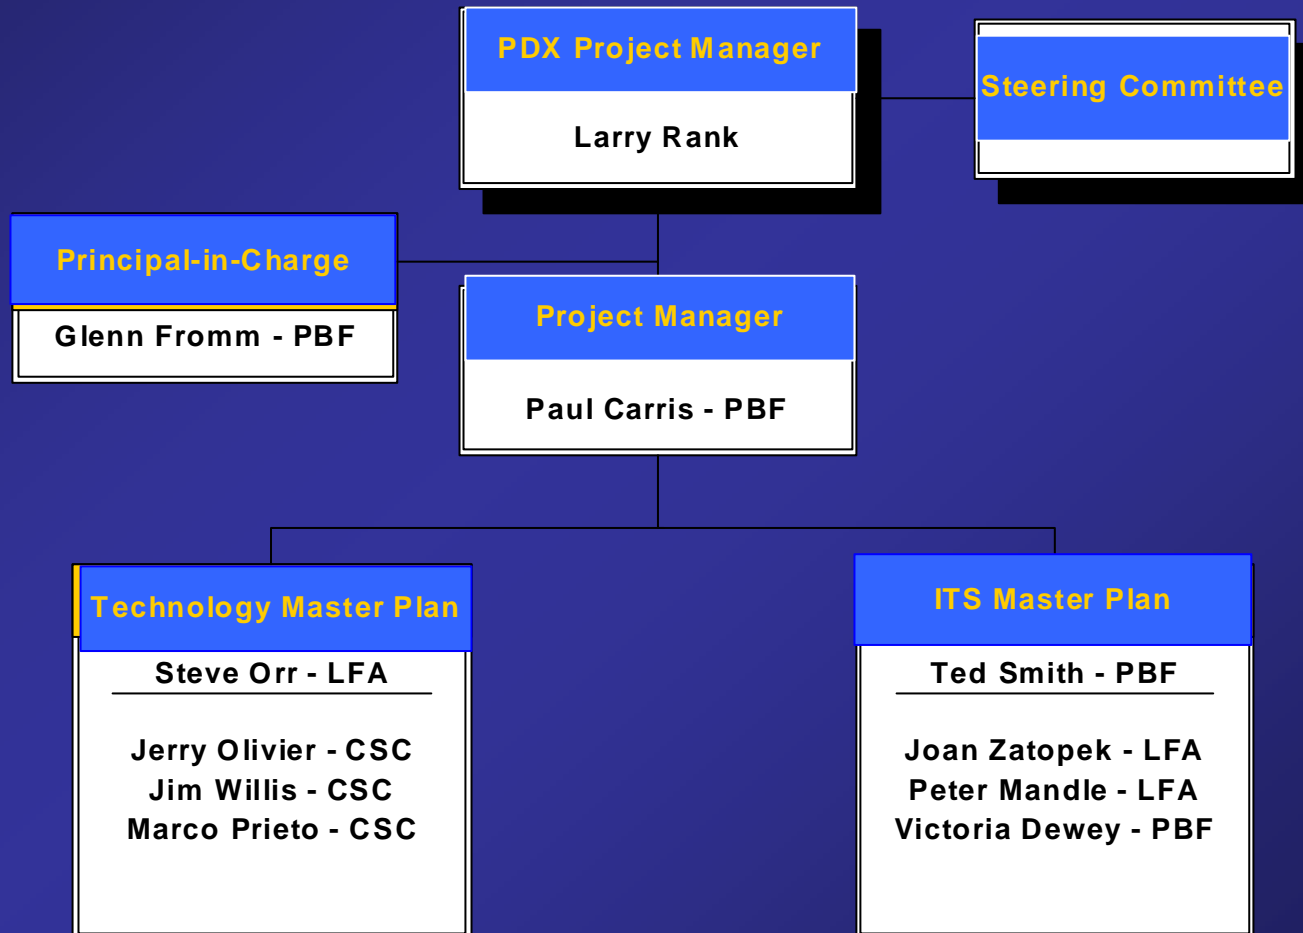 PDX Project Manager
Larry Rank
Steering Committee
Principal-in-Charge
Glenn Fromm - PBF
Project Manager
Paul Carris - PBF
Technology Master Plan
Steve Orr - LFA
Jerry Olivier - CSC
Jim Willis - CSC
Marco Prieto - CSC
ITS Master Plan
Ted Smith - PBF
Joan Zatopek - LFA
Peter Mandle - LFA
Victoria Dewey - PBF